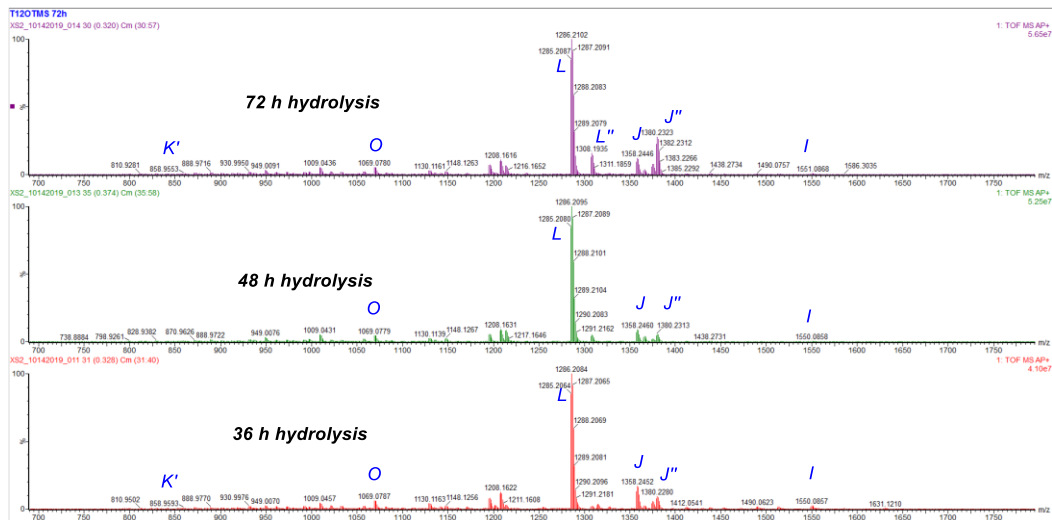 T12OTMS 72h
XS2_10142019_014 30 (0.320) Cm (30:57)
1: TOF MS AP+
5.65e7
100
%
0
1286.2102
1285.2087
1287.2091
L
1288.2083
1289.2079
72 h hydrolysis
L''
1308.1935
1311.1859
J
1358.2446
J''
1380.2323
1382.2312
1383.2266
1385.2292
K'
810.9281
858.9553
888.9716
930.9950
949.0091
1009.0436
O
1069.0780
1130.1161
1148.1263
1208.1616
1216.1652
1438.2734
1490.0757
I
1551.0868
1586.3035
700 750 800 850 900 950 1000 1050 1100 1150 1200 1250 1300 1350 1400 1450 1500 1550 1600 1650 1700 1750 m/z
XS2_10142019_013 35 (0.374) Cm (35:58)
1: TOF MS AP+
5.25e7
100
%
0
1286.2095
1285.2080
1287.2089
L
1288.2101
1289.2104
1290.2083
1291.2162
48 h hydrolysis
738.8884
798.9261
828.9382
870.9626
888.9722
949.0076
1009.0431
O
1069.0779
1130.1139
1148.1267
1208.1631
1217.1646
J
1358.2460
J''
1380.2313
1438.2731
I
1550.0858
700 750 800 850 900 950 1000 1050 1100 1150 1200 1250 1300 1350 1400 1450 1500 1550 1600 1650 1700 1750 m/z
XS2_10142019_011 31 (0.328) Cm (31:40)
1: TOF MS AP+
4.10e7
100
%
0
1286.2084
1285.2064
1287.2065
L
1288.2069
1289.2081
1290.2096
1291.2181
36 h hydrolysis
K'
810.9502
858.9593
888.9770
930.9976
949.0070
1009.0457
O
1069.0787
1130.1163
1148.1256
1208.1622
1211.1608
J
1358.2452
J''
1380.2280
1412.0541
1490.0623
I
1550.0857
1631.1210
700 750 800 850 900 950 1000 1050 1100 1150 1200 1250 1300 1350 1400 1450 1500 1550 1600 1650 1700 1750 m/z